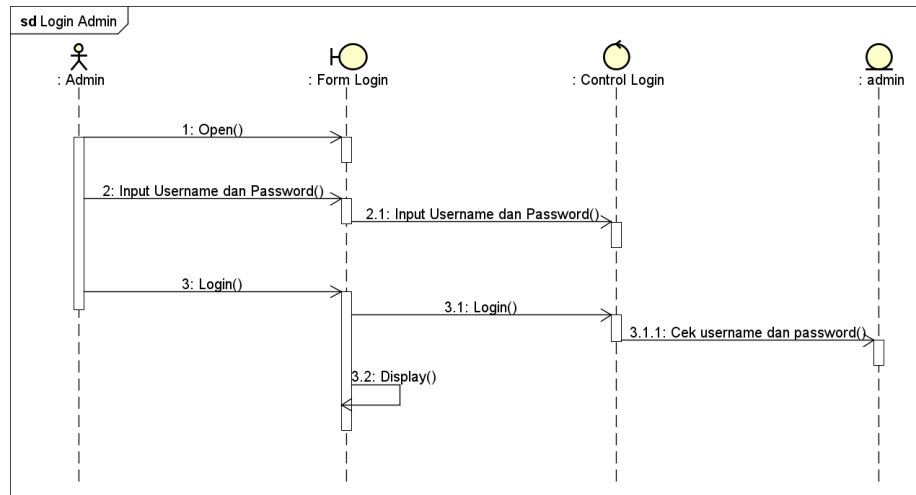 sd Login Admin
: Admin
: Form Login
: Control Login
: admin
1: Open()
2: Input Username dan Password()
2.1: Input Username dan Password()
3: Login()
3.1: Login()
3.1.1: Cek username dan password()
3.2: Display()